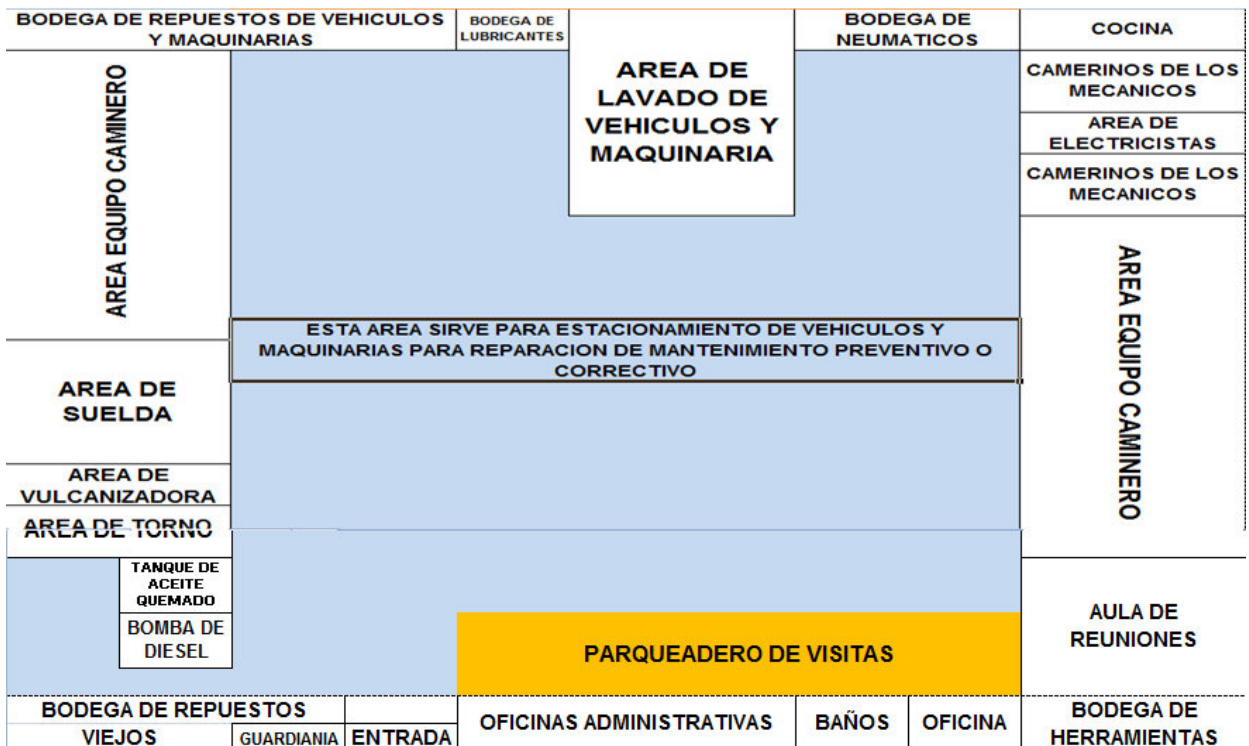 BODEGA DE REPUESTOS DE VEHICULOS
Y MAQUINARIAS
BODEGA DE
LUBRICANTES
AREA DE
LAVADO DE
VEHICULOS Y
MAQUINARIA
BODEGA DE
NEUMATICOS
COCINA
CAMERINOS DE LOS
MECANICOS
AREA DE
ELECTRICISTAS
CAMERINOS DE LOS
MECANICOS
AREA EQUIPO CAMINERO
AREA EQUIPO CAMINERO
ESTA AREA SIRVE PARA ESTACIONAMIENTO DE VEHICULOS Y
MAQUINARIAS PARA REPARACION DE MANTENIMIENTO PREVENTIVO O
CORRECTIVO
AREA DE
SUELDA
AREA DE
VULCANIZADORA
AREA DE TORNO
TANQUE DE
ACEITE
QUEMADO
BOMBA DE
DIESEL
PARQUEADERO DE VISITAS
AULA DE
REUNIONES
BODEGA DE REPUESTOS
VIEJOS
GUARDIANIA
ENTRADA
OFICINAS ADMINISTRATIVAS
BAÑOS
OFICINA
BODEGA DE
HERRAMIENTAS